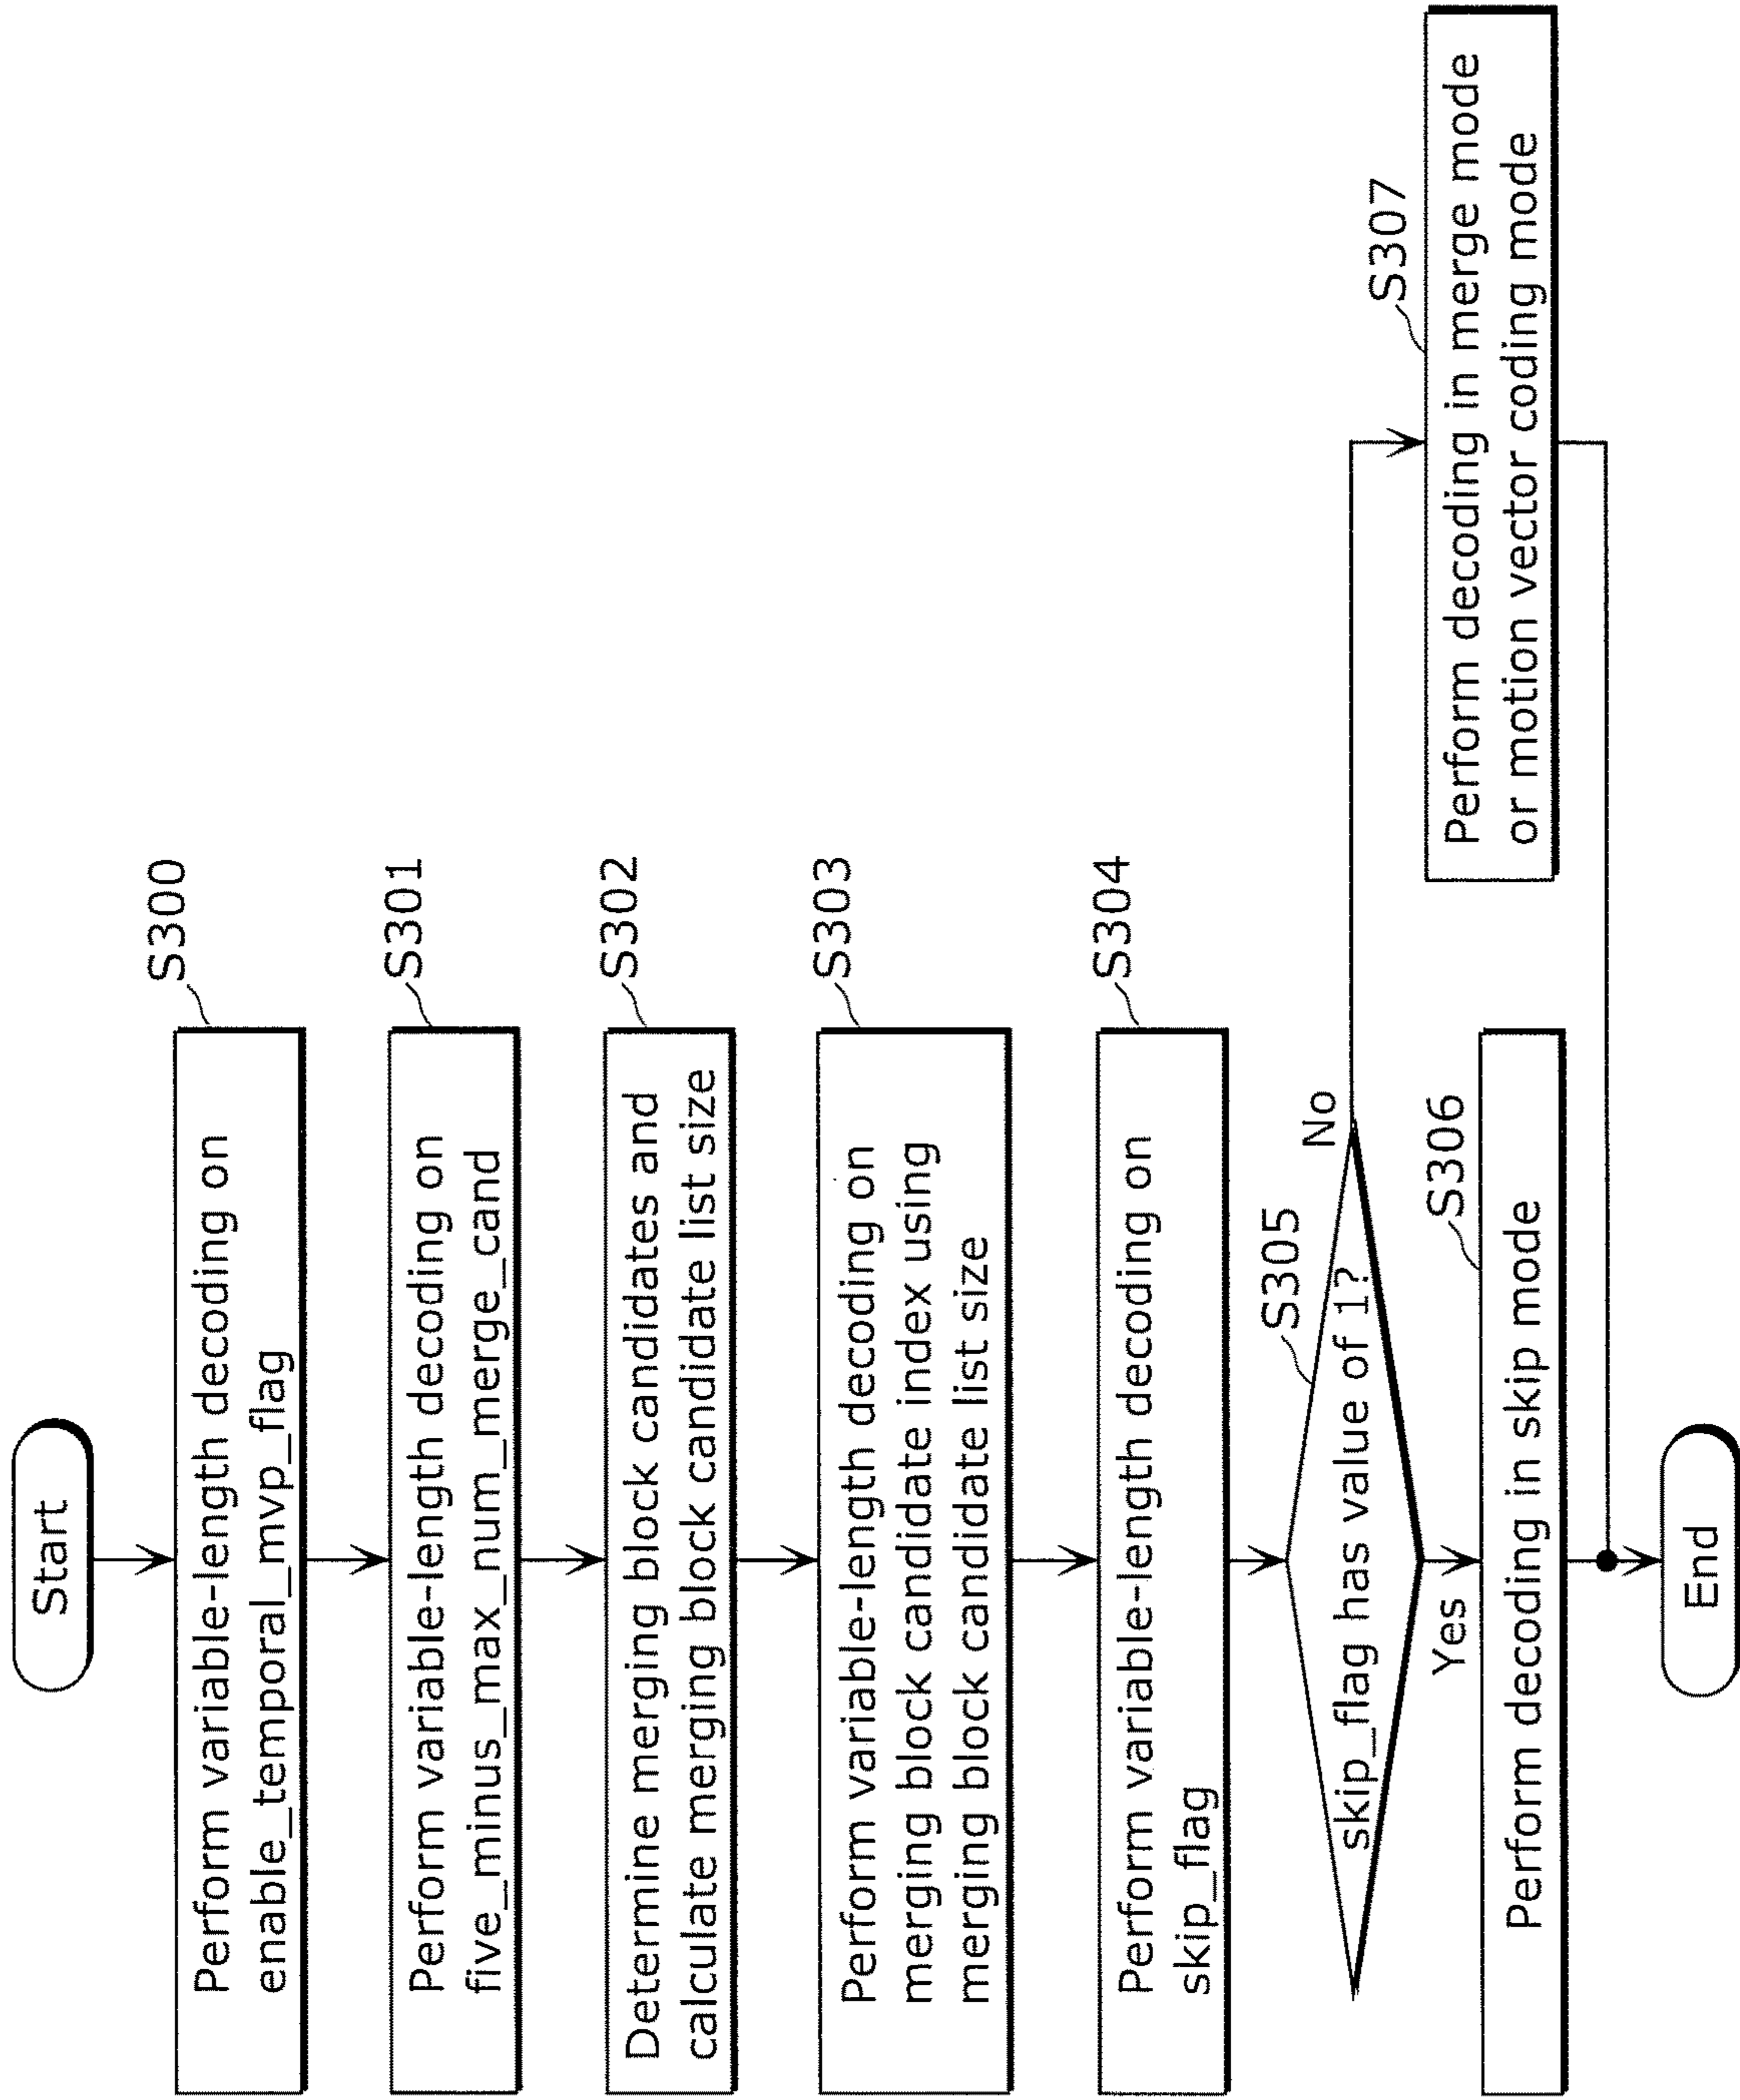 Start
S300
Perform variable-length decoding on
enable_temporal_mvp_flag
S301
Perform variable-length decoding on
five_minus_max_num_merge_cand
S302
Determine merging block candidates and
calculate merging block candidate list size
S303
Perform variable-length decoding on
merging block candidate index using
merging block candidate list size
S304
Perform variable-length decoding on
skip_flag
S305
skip_flag has value of 1?
No
Yes
S306
Perform decoding in skip mode
S307
Perform decoding in merge mode
or motion vector coding mode
End